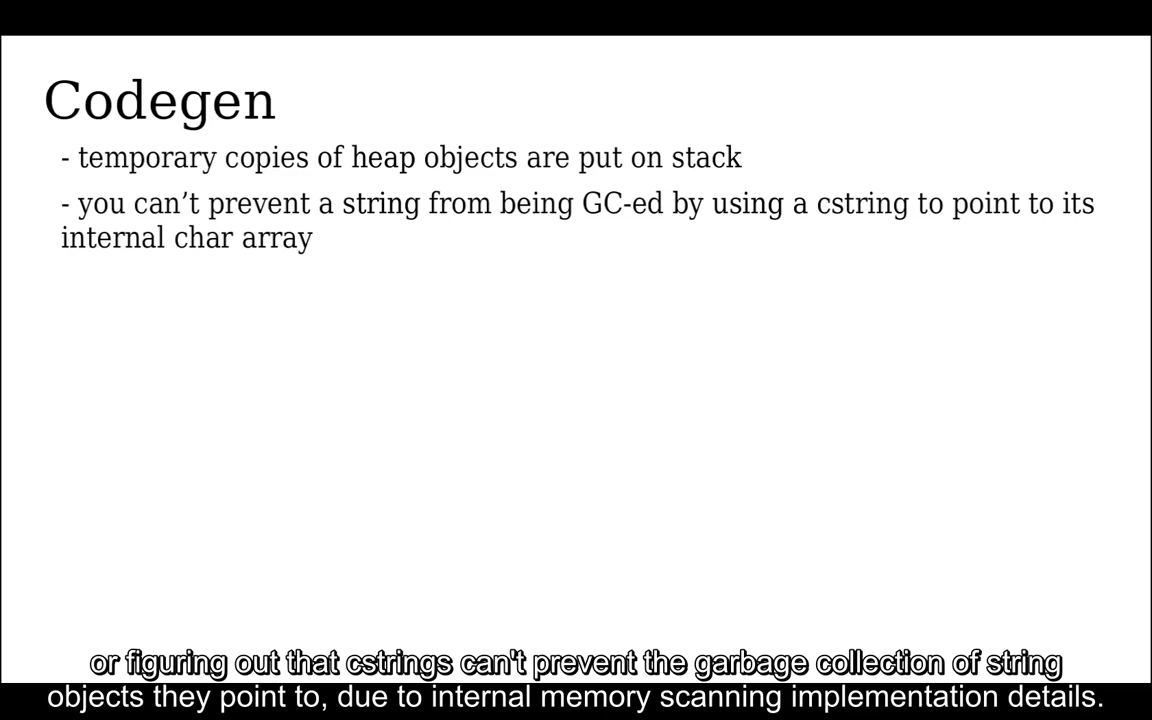 Codegen
- temporary copies of heap objects are put on stack
- you can’t prevent a string from being GC-ed by using a cstring to point to its
internal char array
or figuring out that cstrings can't prevent the garbage collection of string
objects they point to, due to internal memory scanning implementation details.